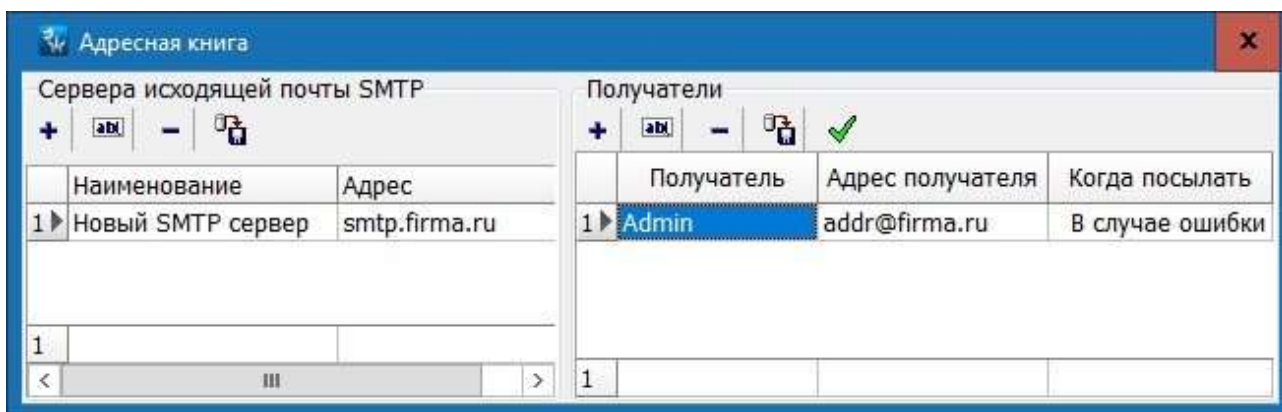 Адресная книга
Сервера исходящей почты SMTP
Наименование Адрес
1 Новый SMTP сервер smtp.firma.ru
1
Получатели
Получатель Адрес получателя Когда посылать
1 Admin addr@firma.ru В случае ошибки
1